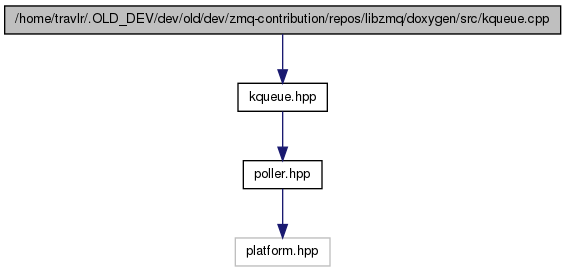 /home/travlr/.OLD_DEV/dev/old/dev/zmq-contribution/repos/libzmq/doxygen/src/kqueue.cpp
kqueue.hpp
poller.hpp
platform.hpp